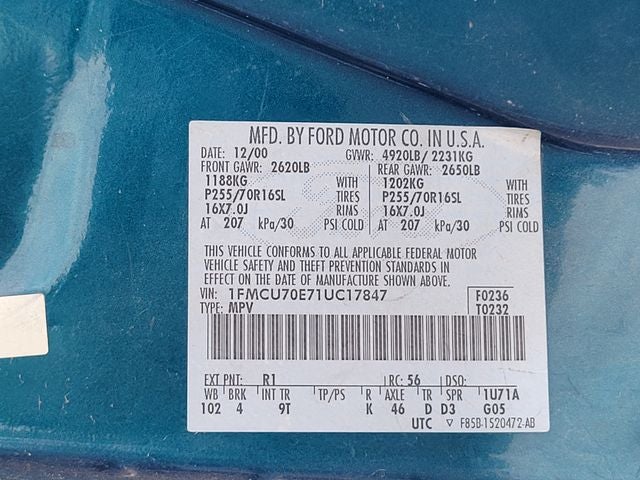 MFD. BY FORD MOTOR CO. IN U.S.A.
DATE: 12/00 GVWR: 4920LB/ 2231KG
FRONT GAWR: 2620LB REAR GAWR: 2650LB
1188KG WITH 1202KG WITH
P255/70R16SL TIRES P255/70R16SL TIRES
16X7.0J RIMS 16X7.0J RIMS
AT 207 kPa/30 PSI COLD AT 207 kPa/30 PSI COLD
THIS VEHICLE CONFORMS TO ALL APPLICABLE FEDERAL MOTOR
VEHICLE SAFETY AND THEFT PREVENTION STANDARDS IN
EFFECT ON THE DATE OF MANUFACTURE SHOWN ABOVE.
VIN: 1FMCU70E71UC17847 F0236
TYPE: MPV T0232
EXT PNT: R1 RC: 56 DSO:
WB BRK INT TR TP/PS R AXLE TR SPR 1U71A
102 4 9T K 46 D D3 G05
UTC ▽ F85B-1520472-AB